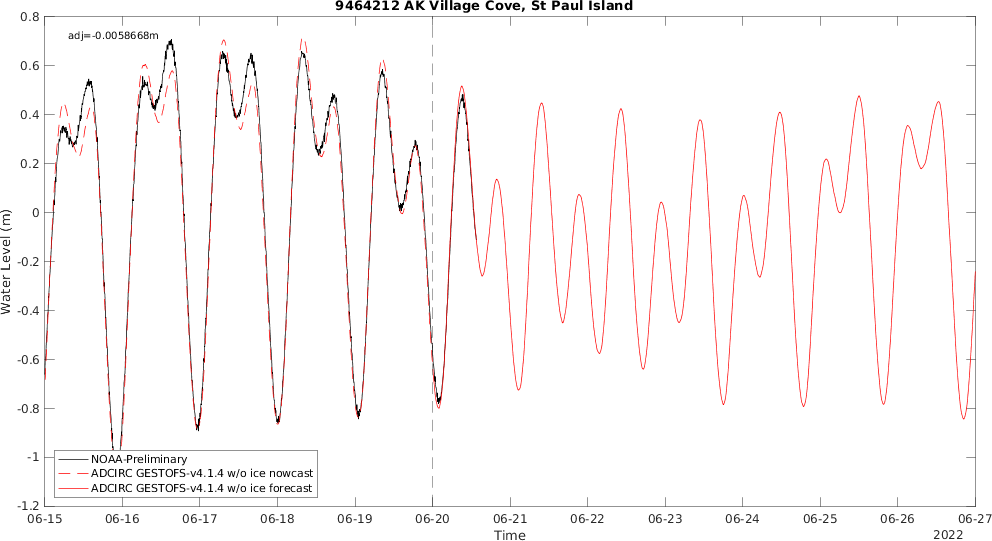 9464212 AK Village Cove, St Paul Island
adj=-0.0058668m
0.8
0.6
0.4
0.2
0
-0.2
-0.4
-0.6
-0.8
-1
-1.2
Water Level (m)
NOAA-Preliminary
ADCIRC GESTOFS-v4.1.4 w/o ice nowcast
ADCIRC GESTOFS-v4.1.4 w/o ice forecast
06-15 06-16 06-17 06-18 06-19 06-20 06-21 06-22 06-23 06-24 06-25 06-26 06-27
Time
2022